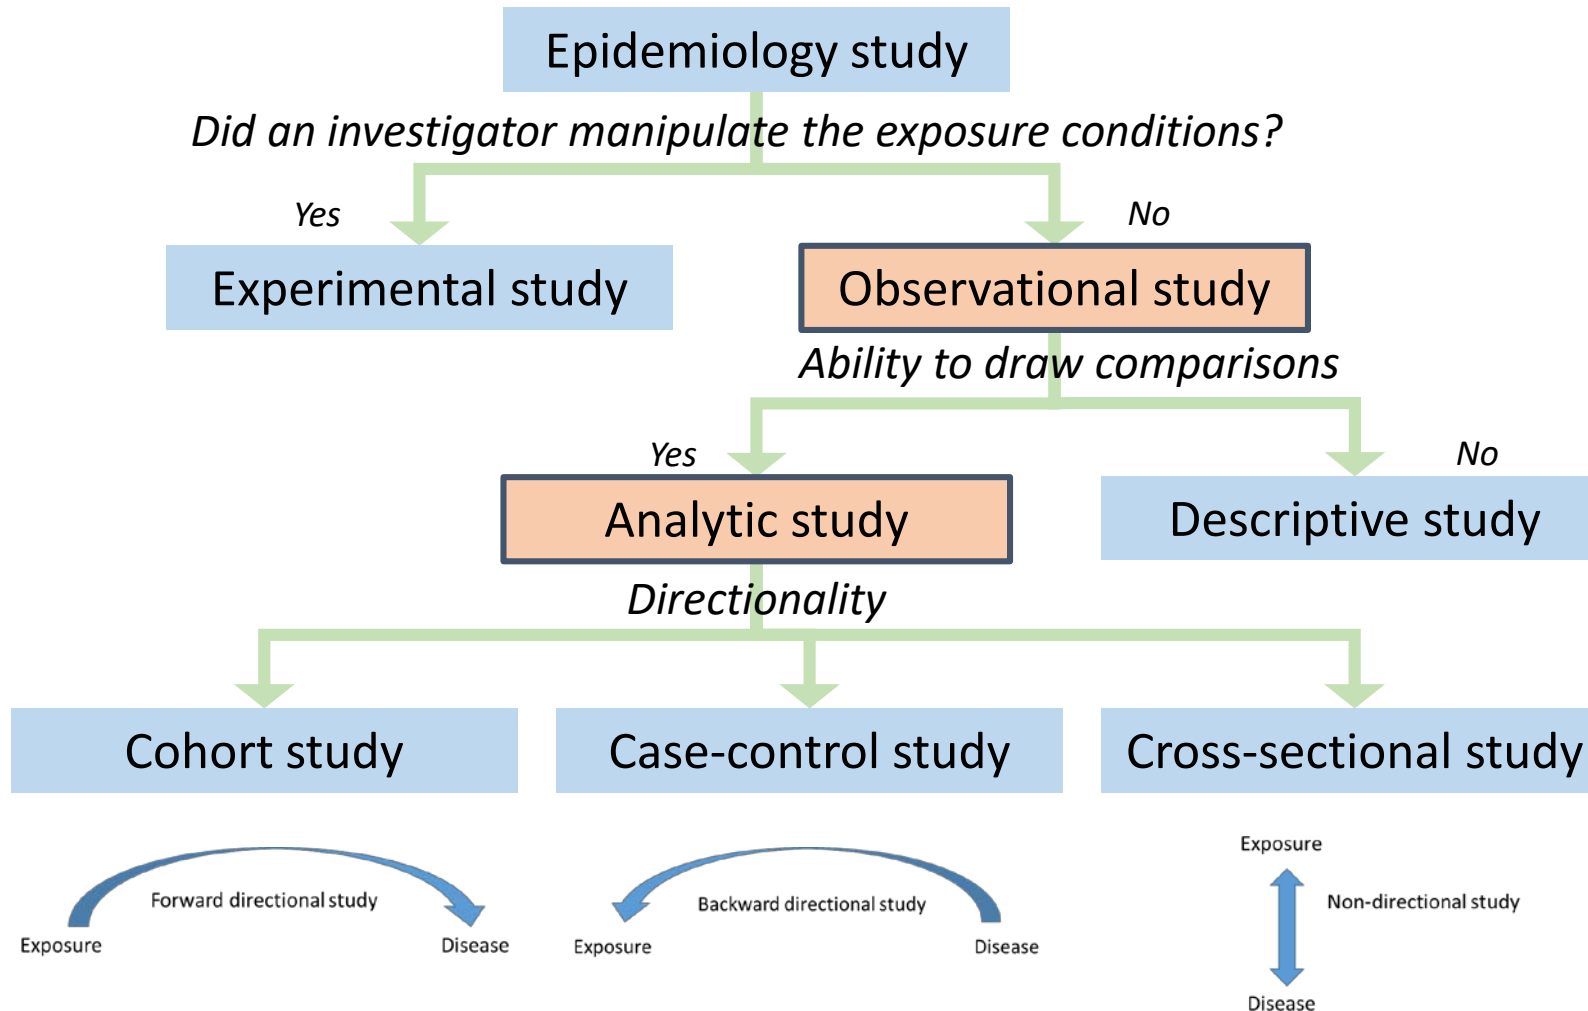 Epidemiology study
Did an investigator manipulate the exposure conditions?
Yes
No
Experimental study
Observational study
Ability to draw comparisons
Yes
No
Analytic study
Descriptive study
Directionality
Cohort study
Case-control study
Cross-sectional study
Forward directional study
Exposure
Disease
Backward directional study
Exposure
Disease
Exposure
Non-directional study
Disease